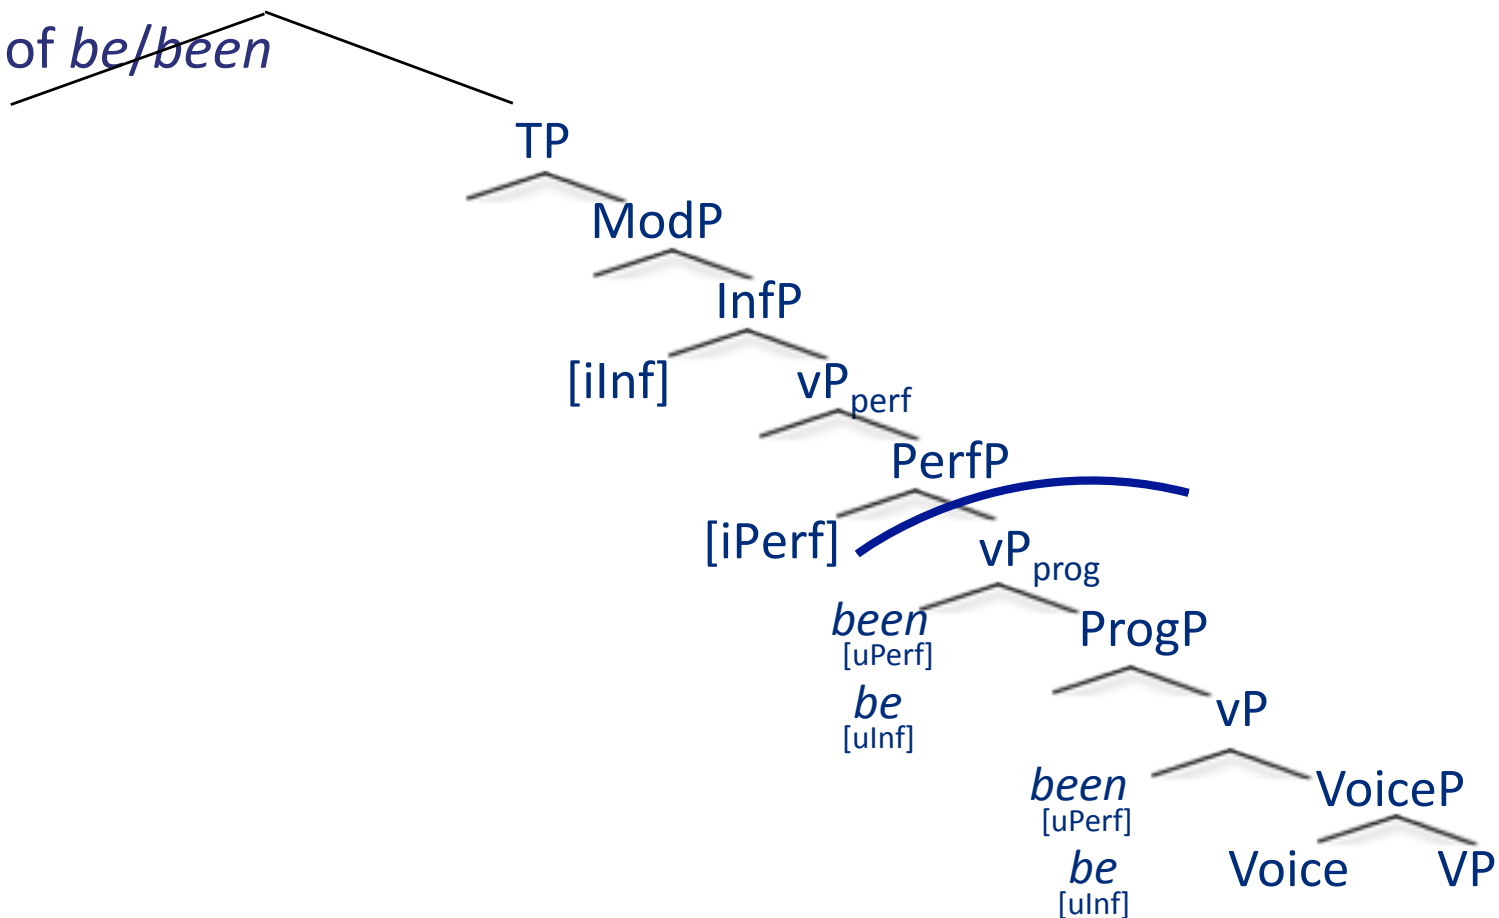 of be/been
TP
ModP
InfP
[iInf] vPperf
PerfP
[iPerf] vPprog
been ProgP
[uPerf]
be vP
[uInf]
been VoiceP
[uPerf]
be Voice VP
[uInf]